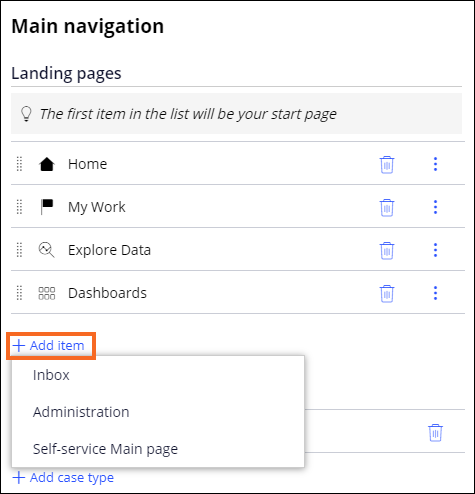 Main navigation
Landing pages
The first item in the list will be your start page
Home
My Work
Explore Data
Dashboards
+ Add item
Inbox
Administration
Self-service Main page
+ Add case type